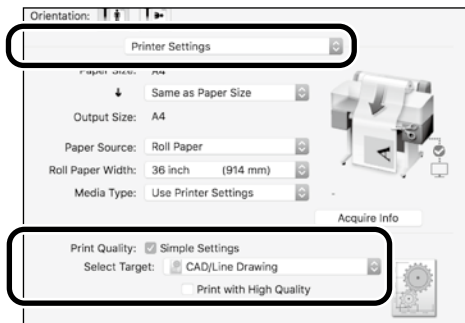 Orientation:
Printer Settings
Paper Size: A4
Same as Paper Size
Output Size: A4
Paper Source: Roll Paper
Roll Paper Width: 36 inch (914 mm)
Media Type: Use Printer Settings
Acquire Info
Print Quality: Simple Settings
Select Target: CAD/Line Drawing
Print with High Quality